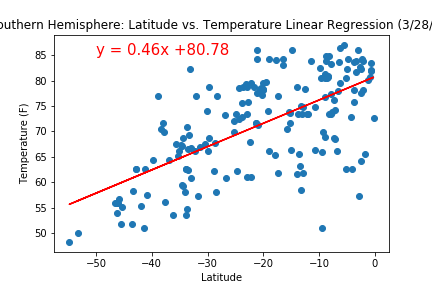 outhern Hemisphere: Latitude vs. Temperature Linear Regression (3/28/
y = 0.46x +80.78
85
80
75
70
65
60
55
50
Temperature (F)
−50 −40 −30 −20 −10 0
Latitude